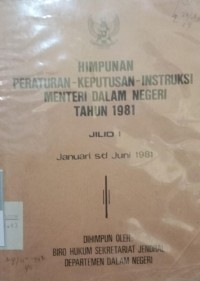 HIMPUNAN
PERATURAN-KEPUTUSAN-INSTRUKSI
MENTERI DALAM NEGERI
TAHUN 1981
JILID I
Januari s/d Juni 1981
DIHIMPUN OLEH
BIRO HUKUM SEKRETARIAT JENDRAL
DEPARTEMEN DALAM NEGERI